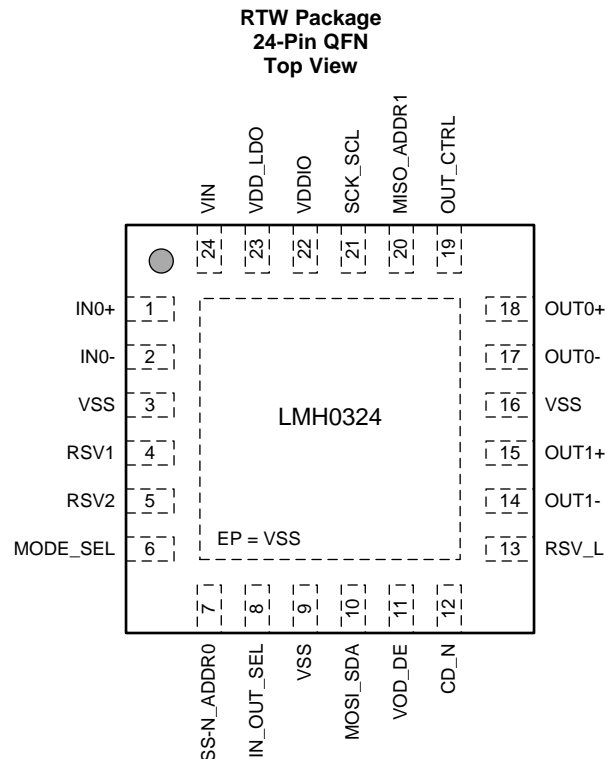 RTW Package
24-Pin QFN
Top View
VIN
VDD_LDO
VDDIO
SCK_SCL
MISO_ADDR1
OUT_CTRL
24
23
22
21
20
19
IN0+ 1
18 OUT0+
IN0- 2
17 OUT0-
VSS 3
16 VSS
LMH0324
RSV1 4
15 OUT1+
RSV2 5
14 OUT1-
MODE_SEL 6
13 RSV_L
EP = VSS
7
8
9
10
11
12
SS-N_ADDR0
IN_OUT_SEL
VSS
MOSI_SDA
VOD_DE
CD_N